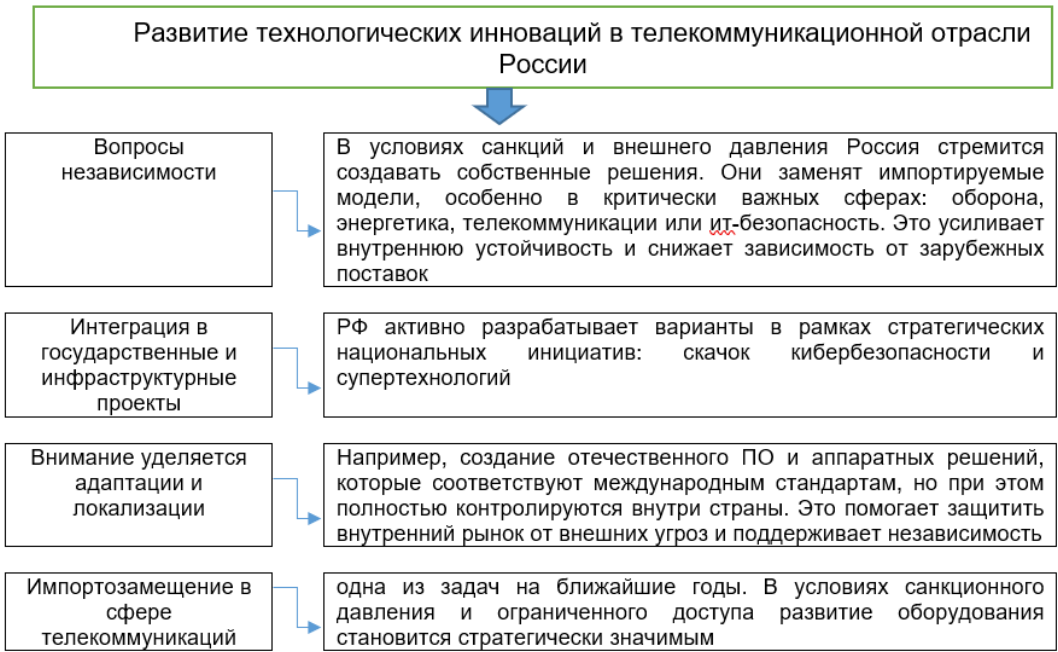 Развитие технологических инноваций в телекоммуникационной отрасли
России
Вопросы
независимости
В условиях санкций и внешнего давления Россия стремится
создавать собственные решения. Они заменят импортируемые
модели, особенно в критически важных сферах: оборона,
энергетика, телекоммуникации или ит-безопасность. Это усиливает
внутреннюю устойчивость и снижает зависимость от зарубежных
поставок
Интеграция в
государственные и
инфраструктурные
проекты
РФ активно разрабатывает варианты в рамках стратегических
национальных инициатив: скачок кибербезопасности и
супертехнологий
Внимание уделяется
адаптации и
локализации
Например, создание отечественного ПО и аппаратных решений,
которые соответствуют международным стандартам, но при этом
полностью контролируются внутри страны. Это помогает защитить
внутренний рынок от внешних угроз и поддерживает независимость
Импортозамещение в
сфере
телекоммуникаций
одна из задач на ближайшие годы. В условиях санкционного
давления и ограниченного доступа развитие оборудования
становится стратегически значимым